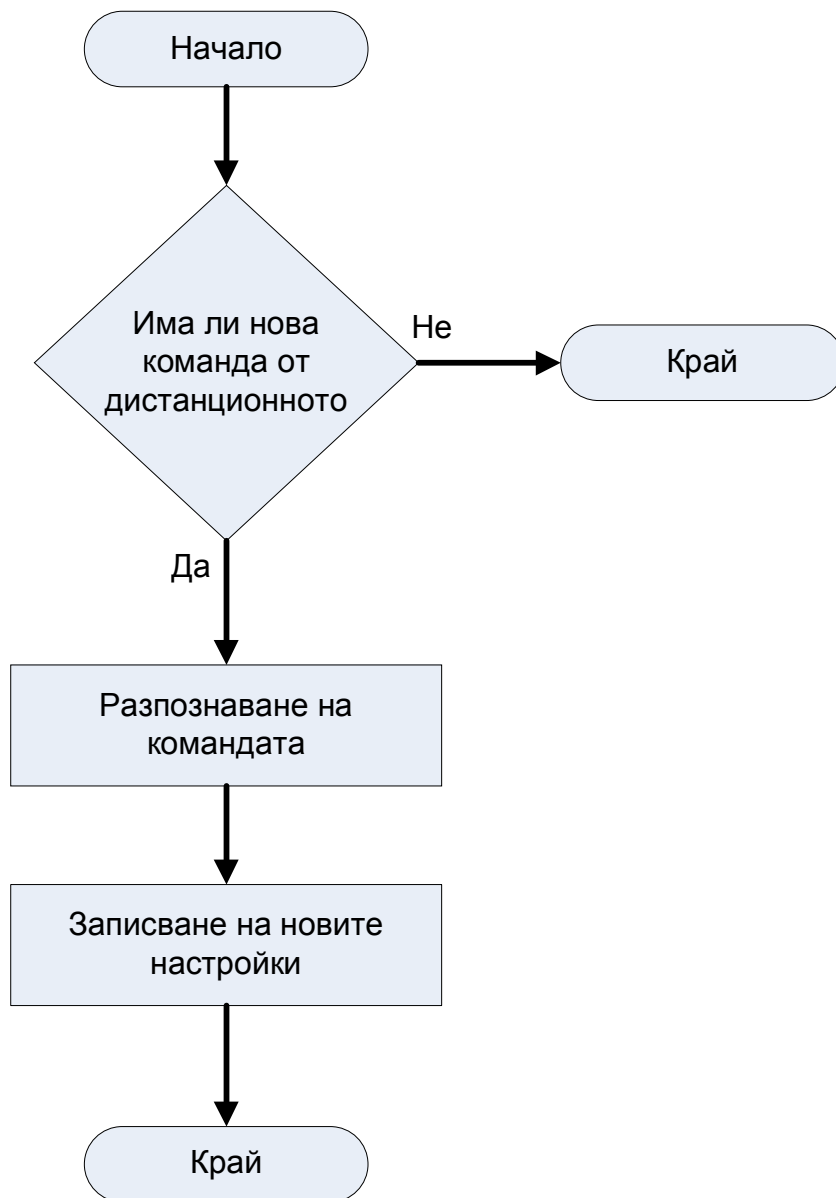 Начало
Има ли нова
команда от
дистанционното
Не
Край
Да
Разпознаване на
командата
Записване на новите
настройки
Край